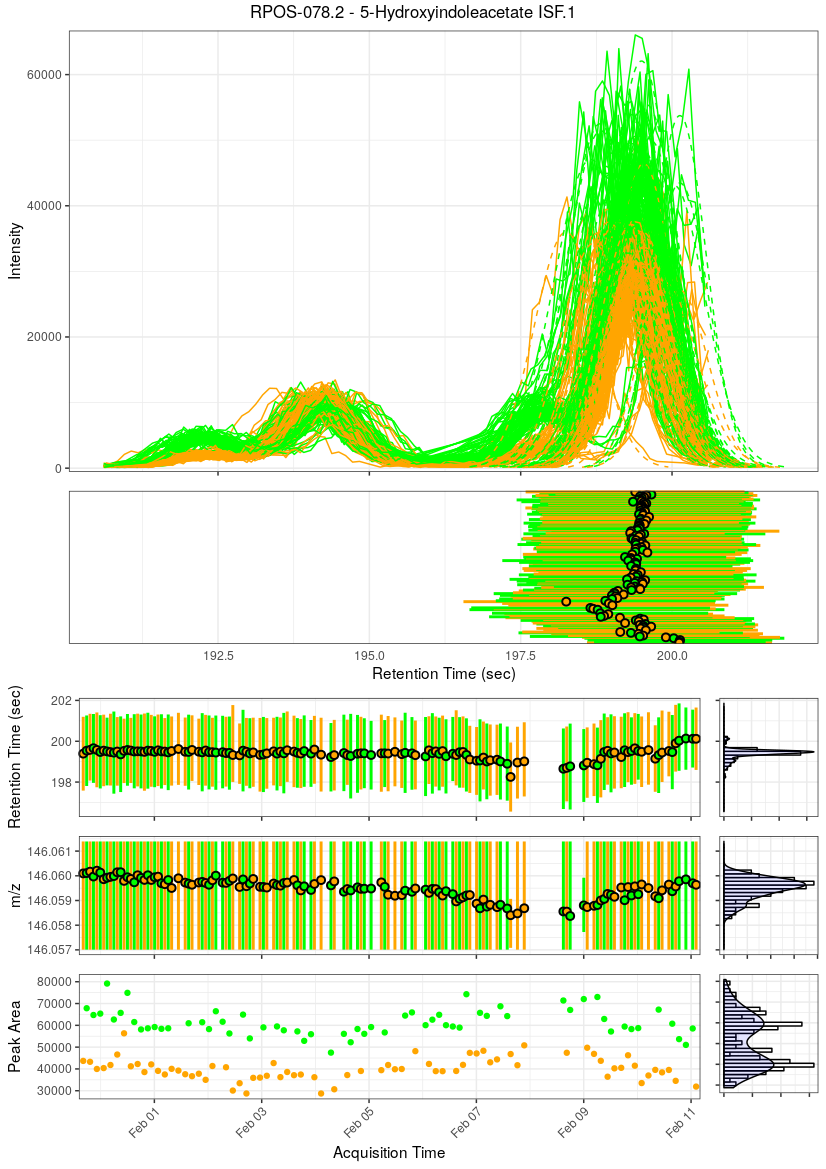 RPOS-078.2 - 5-Hydroxyindoleacetate ISF.1
Intensity
60000
40000
20000
0
192.5 195.0 197.5 200.0
Retention Time (sec)
Retention Time (sec)
202
200
198
m/z
146.061
146.060
146.059
146.058
146.057
Peak Area
80000
70000
60000
50000
40000
30000
Feb 01 Feb 03 Feb 05 Feb 07 Feb 09 Feb 11
Acquisition Time